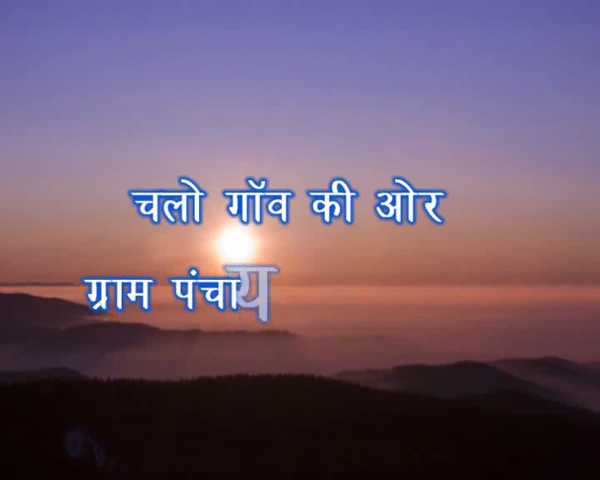 चलो गॉव की ओर
ग्राम पंचाय